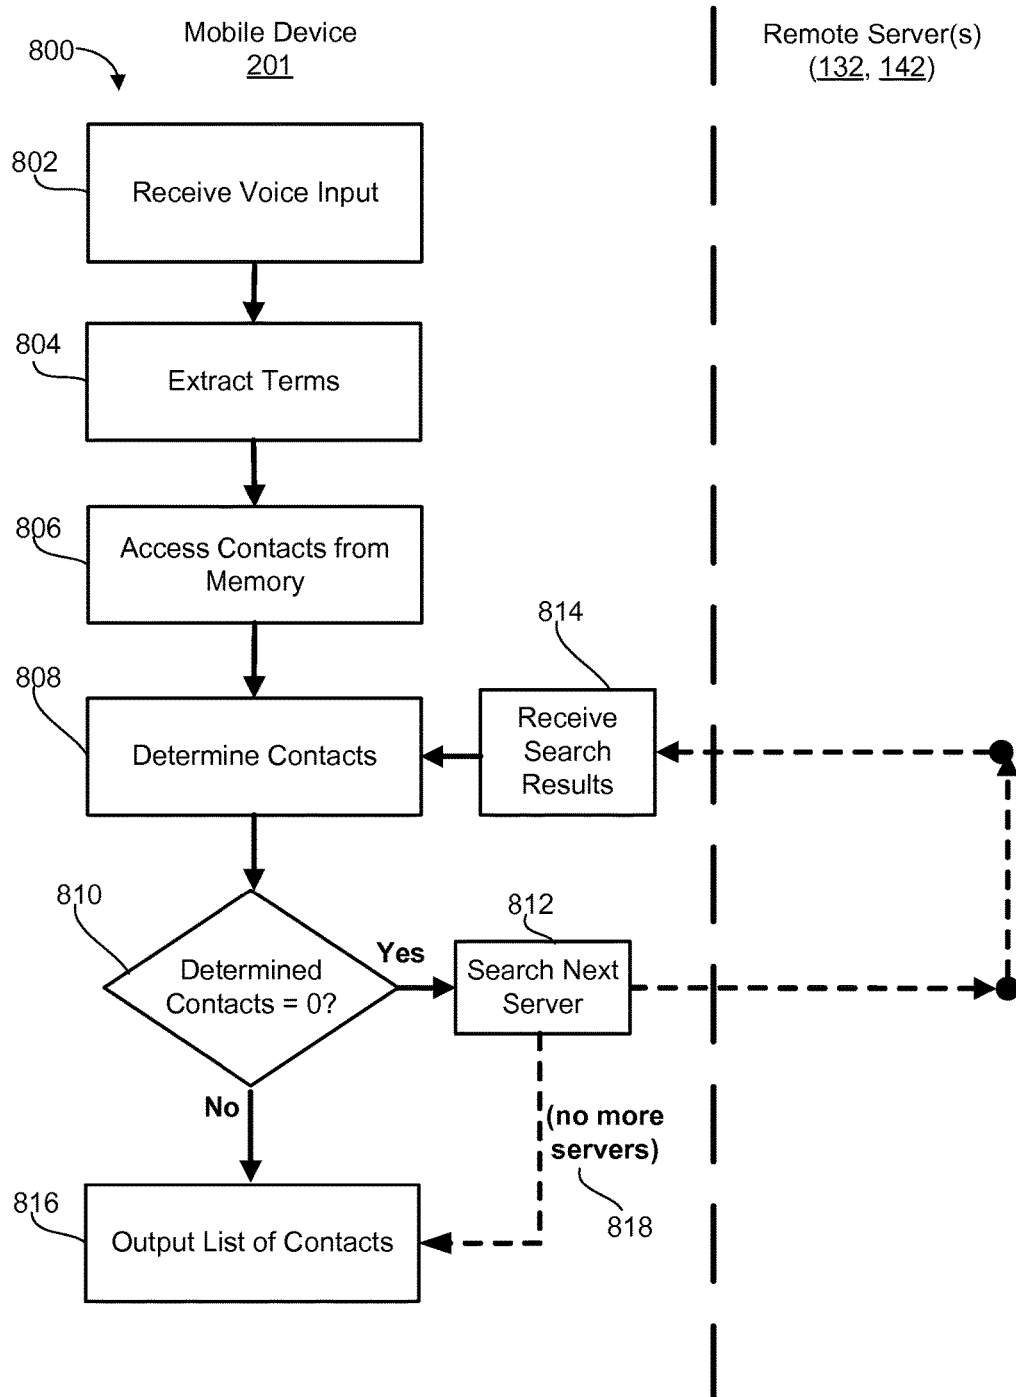 Mobile Device
201
Remote Server(s)
(132, 142)
800
802
Receive Voice Input
804
Extract Terms
806
Access Contacts from
Memory
814
808
Receive
Search
Results
Determine Contacts
810
812
Yes
Determined
Contacts = 0?
Search Next
Server
No
(no more
servers)
816
818
Output List of Contacts